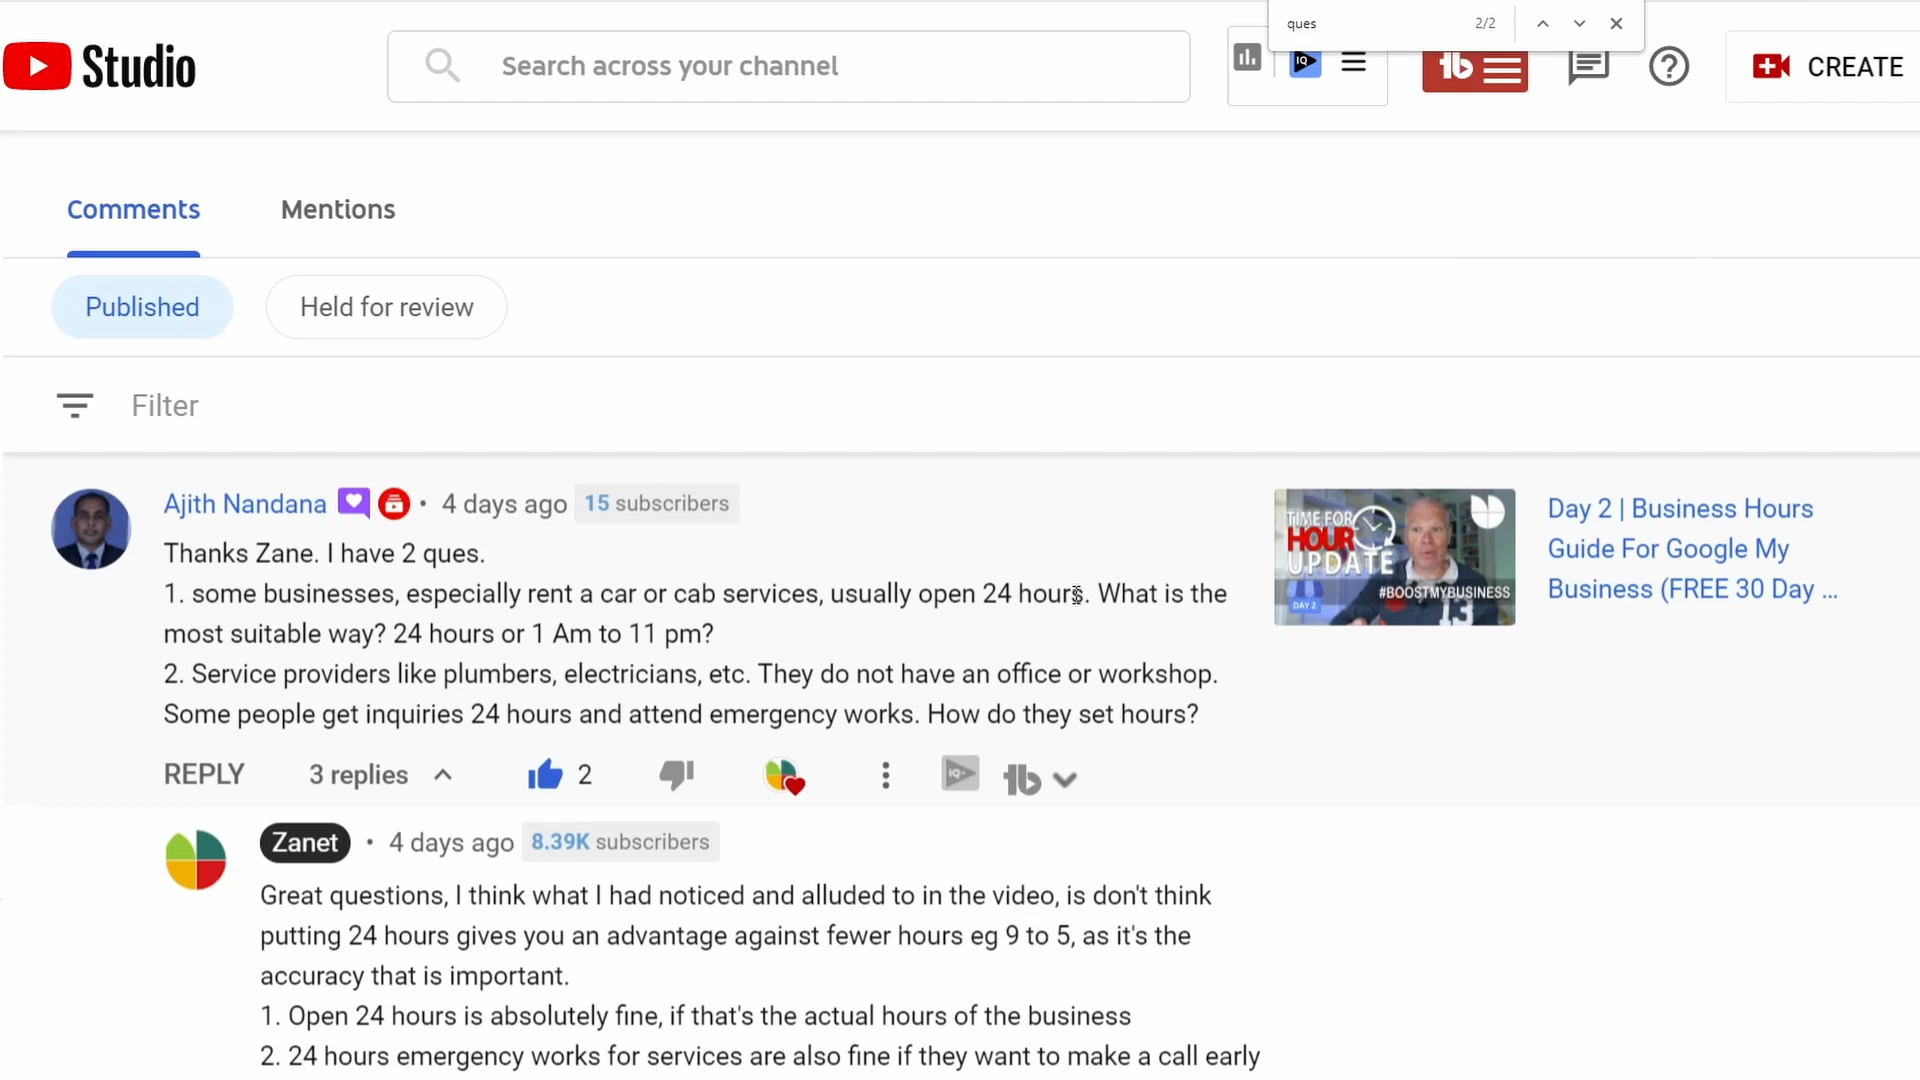 ques 2/2
Studio
Search across your channel
IQ
CREATE
Comments Mentions
Published Held for review
Filter
Ajith Nandana • 4 days ago 15 subscribers
Thanks Zane. I have 2 ques.
1. some businesses, especially rent a car or cab services, usually open 24 hours. What is the
most suitable way? 24 hours or 1 Am to 11 pm?
2. Service providers like plumbers, electricians, etc. They do not have an office or workshop.
Some people get inquiries 24 hours and attend emergency works. How do they set hours?
TIME FOR
HOUR
UPDATE
#BOOSTMYBUSINESS
DAY 2
13
Day 2 | Business Hours
Guide For Google My
Business (FREE 30 Day ...
REPLY 3 replies 2 IQ tb
Zanet • 4 days ago 8.39K subscribers
Great questions, I think what I had noticed and alluded to in the video, is don't think
putting 24 hours gives you an advantage against fewer hours eg 9 to 5, as it's the
accuracy that is important.
1. Open 24 hours is absolutely fine, if that's the actual hours of the business
2. 24 hours emergency works for services are also fine if they want to make a call early